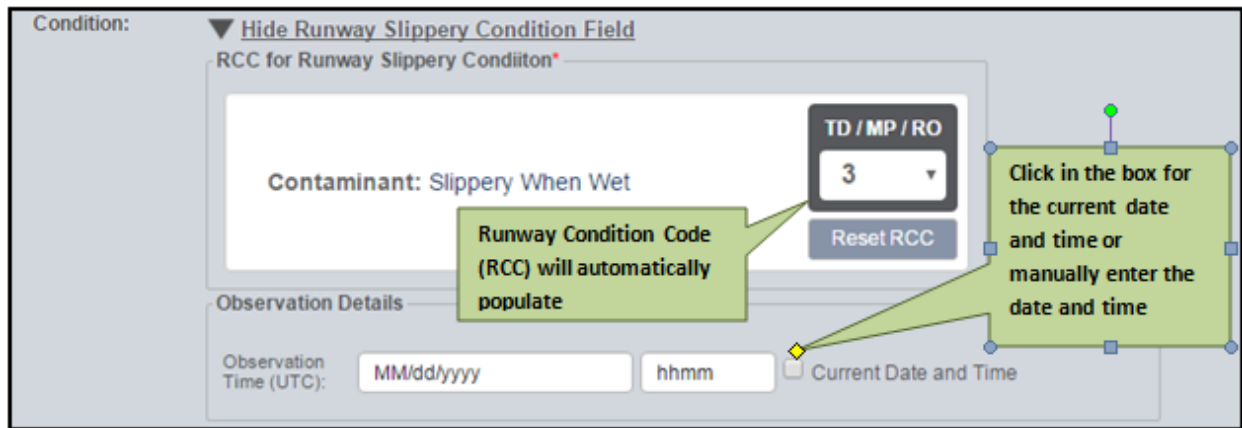 Condition:
Hide Runway Slippery Condition Field
RCC for Runway Slippery Condiiton*
TD / MP / RO
3
Contaminant: Slippery When Wet
Reset RCC
Runway Condition Code
(RCC) will automatically
populate
Click in the box for
the current date
and time or
manually enter the
date and time
Observation Details
Observation
Time (UTC):
MM/dd/yyyy
hhmm
Current Date and Time